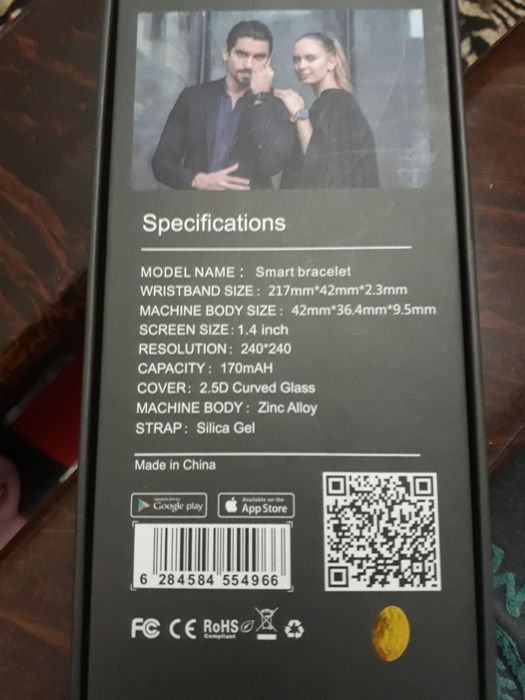 Specifications
MODEL NAME : Smart bracelet
WRISTBAND SIZE : 217mm*42mm*2.3mm
MACHINE BODY SIZE : 42mm*36.4mm*9.5mm
SCREEN SIZE : 1.4 inch
RESOLUTION : 240*240
CAPACITY : 170mAH
COVER: 2.5D Curved Glass
MACHINE BODY : Zinc Alloy
STRAP: Silica Gel
Made in China
Google play
Available on the
App Store
6 284584 554966
FC CE RoHS
Compliant